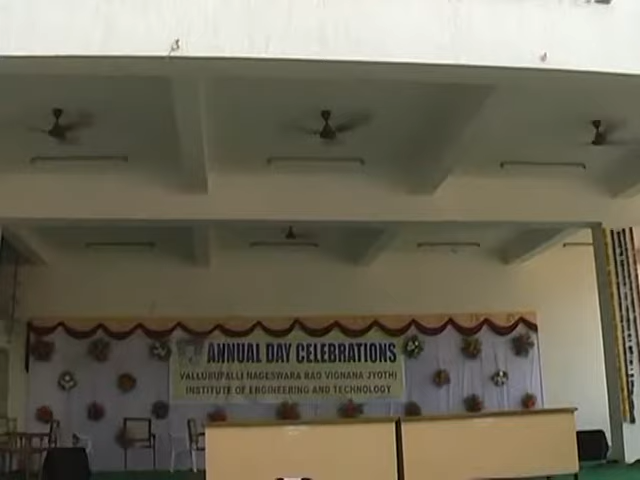 ANNUAL DAY CELEBRATIONS
VALLURUPALLI NAGESWARA RAO VIGNANA JYOTHI
INSTITUTE OF ENGINEERING AND TECHNOLOGY